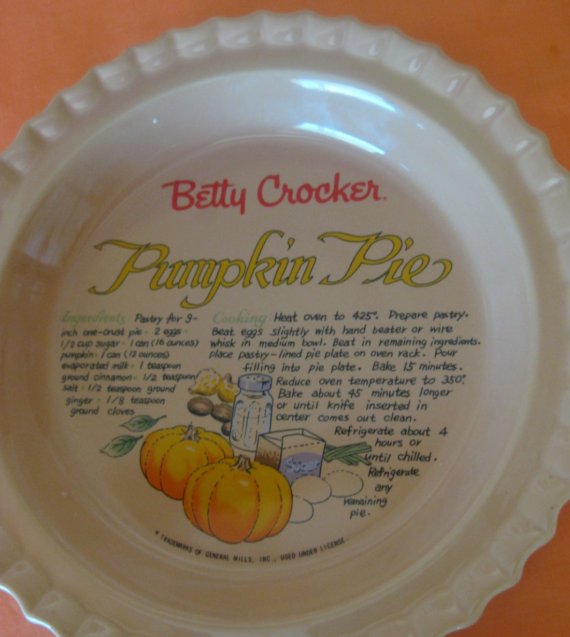 Betty Crocker.
Pumpkin Pie
Ingredients: Pastry for 9-
inch one-crust pie · 2 eggs ·
1/2 cup sugar · 1 can (16 ounces)
pumpkin · 1 can (12 ounces)
evaporated milk · 1 teaspoon
ground cinnamon · 1/2 teaspoon
salt · 1/2 teaspoon ground
ginger · 1/8 teaspoon
ground cloves
Cooking: Heat oven to 425°. Prepare pastry.
Beat eggs slightly with hand beater or wire
whisk in medium bowl. Beat in remaining ingredients.
place pastry-lined pie plate on oven rack. Pour
filling into pie plate. Bake 15 minutes.
Reduce oven temperature to 350°.
Bake about 45 minutes longer
or until knife inserted in
center comes out clean.
Refrigerate about 4
hours or
until chilled.
Refrigerate
any
remaining
pie.
* TRADEMARKS OF GENERAL MILLS, INC., USED UNDER LICENSE.